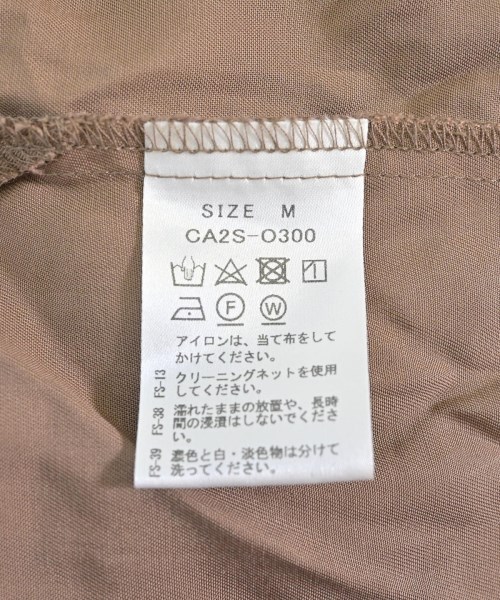 SIZE M
CA2S-O300
F W
アイロンは、当て布をして
かけてください。
FS-13 クリーニングネットを使用
してください。
FS-38 濡れたままの放置や、長時
間の浸漬はしないでくださ
い。
FS-39 濃色と白・淡色物は分けて
洗ってください。